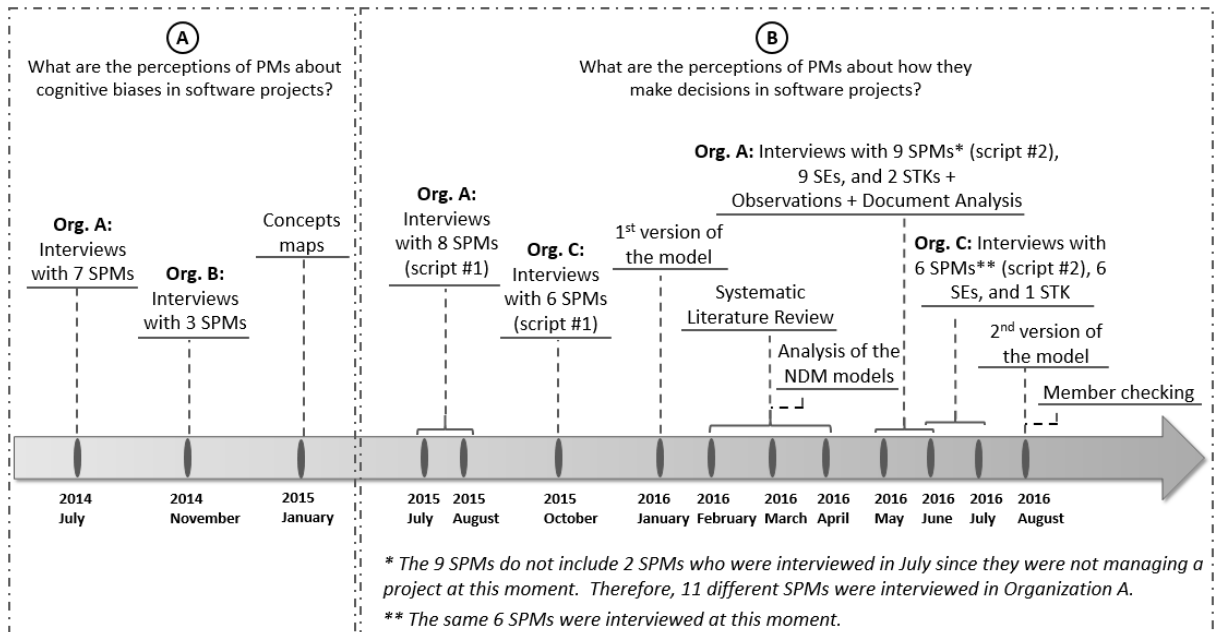 A
What are the perceptions of PMs about
cognitive biases in software projects?
Org. A:
Interviews
with 7 SPMs
Org. B:
Interviews
with 3 SPMs
Concepts
maps
B
What are the perceptions of PMs about how they
make decisions in software projects?
Org. A:
Interviews
with 8 SPMs
(script #1)
Org. C:
Interviews
with 6 SPMs
(script #1)
1st version of
the model
Org. A: Interviews with 9 SPMs* (script #2),
9 SEs, and 2 STKs +
Observations + Document Analysis
Systematic
Literature Review
Analysis of the
NDM models
Org. C: Interviews with
6 SPMs** (script #2), 6
SEs, and 1 STK
2nd version of
the model
Member checking
2014
July
2014
November
2015
January
2015
July
2015
August
2015
October
2016
January
2016
February
2016
March
2016
April
2016
May
2016
June
2016
July
2016
August
* The 9 SPMs do not include 2 SPMs who were interviewed in July since they were not managing a
project at this moment. Therefore, 11 different SPMs were interviewed in Organization A.
** The same 6 SPMs were interviewed at this moment.